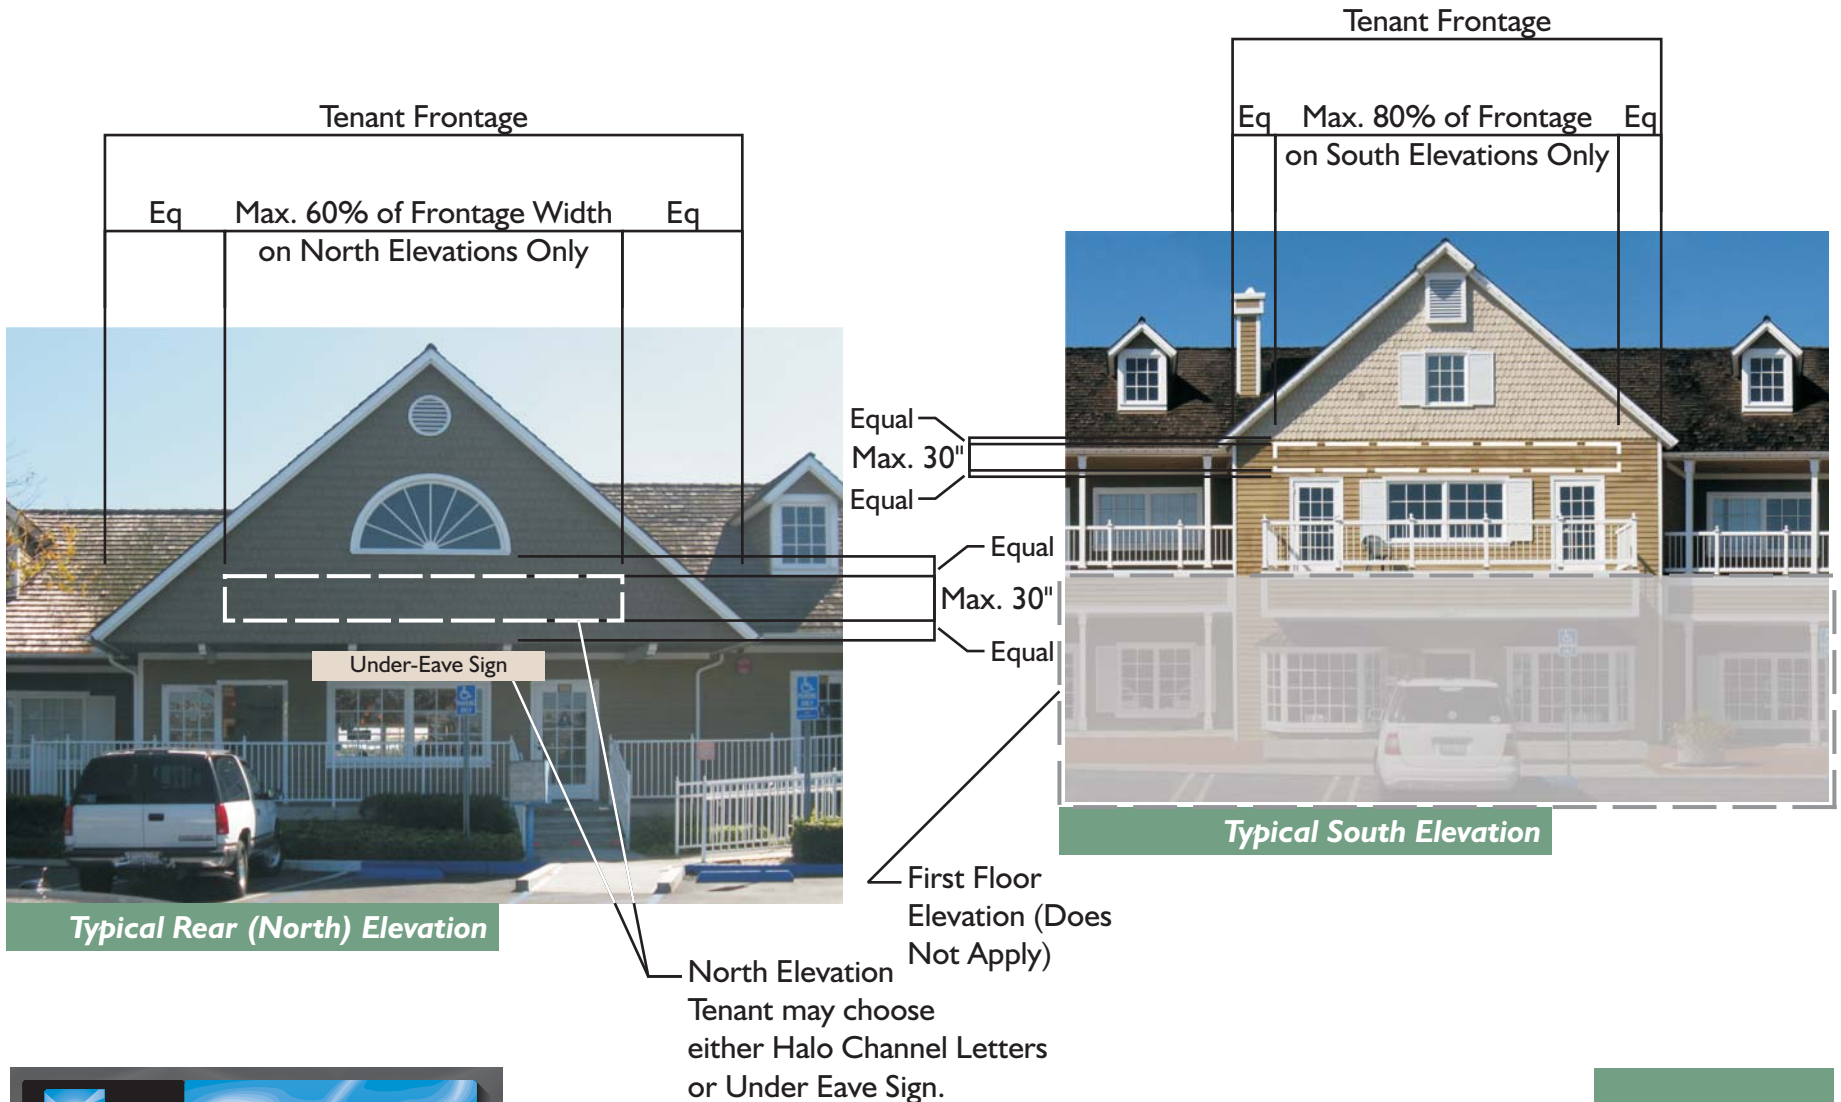 Tenant Frontage
Eq
Max. 80% of Frontage
Eq
on South Elevations Only
Tenant Frontage
Eq
Max. 60% of Frontage Width
Eq
on North Elevations Only
Equal
Max. 30"
Equal
Equal
Max. 30"
Equal
Under-Eave Sign
Typical South Elevation
First Floor
Elevation (Does
Not Apply)
Typical Rear (North) Elevation
North Elevation
Tenant may choose
either Halo Channel Letters
or Under Eave Sign.